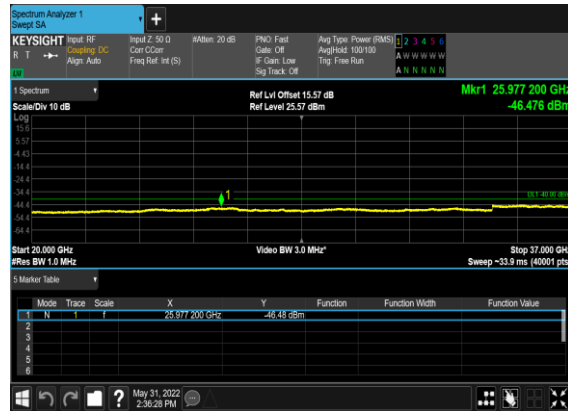 Spectrum Analyzer 1
Swept SA
+
KEYSIGHT Input: RF Input Z: 50 Ω #Atten: 20 dB PNO: Fast Avg Type: Power (RMS) 1 2 3 4 5 6
R T Coupling: DC Corr CCorr Gate: Off Avg|Hold: 100/100 A W W W W W
Align: Auto Freq Ref: Int (S) IF Gain: Low Trig: Free Run
Sig Track: Off A N N N N N
1 Spectrum Ref Lvl Offset 15.57 dB Mkr1 25.977 200 GHz
Scale/Div 10 dB Ref Level 25.57 dBm -46.476 dBm
Log
15.6
5.57
-4.43
-14.4
-24.4
-34.4 1
-44.4
-54.4
-64.4
Start 20.000 GHz Video BW 3.0 MHz* Stop 37.000 GHz
#Res BW 1.0 MHz Sweep ~33.9 ms (40001 pts)
5 Marker Table
Mode Trace Scale X Y Function Function Width Function Value
1 N 1 f 25.977 200 GHz -46.48 dBm
2
3
4
5
6
? May 31, 2022
2:36:28 PM